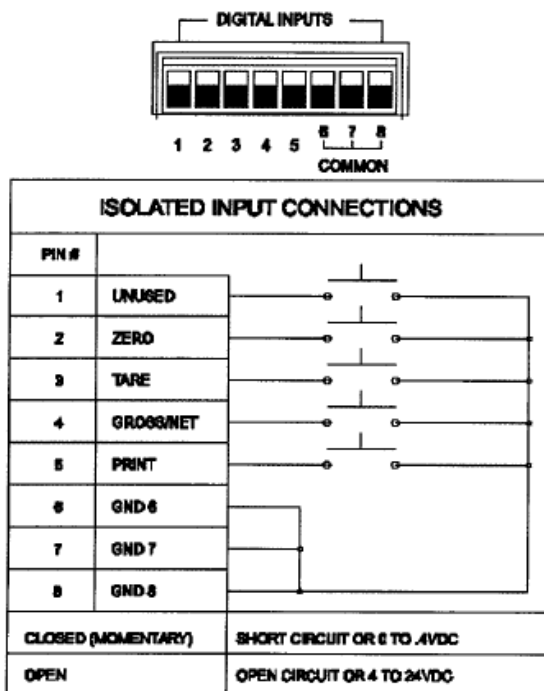 DIGITAL INPUTS
1 2 3 4 5 6 7 8
COMMON
ISOLATED INPUT CONNECTIONS
PIN #
1 UNUSED
2 ZERO
3 TARE
4 GROSS/NET
5 PRINT
6 GND 6
7 GND 7
8 GND 8
CLOSED (MOMENTARY) SHORT CIRCUIT OR 0 TO .4VDC
OPEN OPEN CIRCUIT OR 4 TO 24VDC